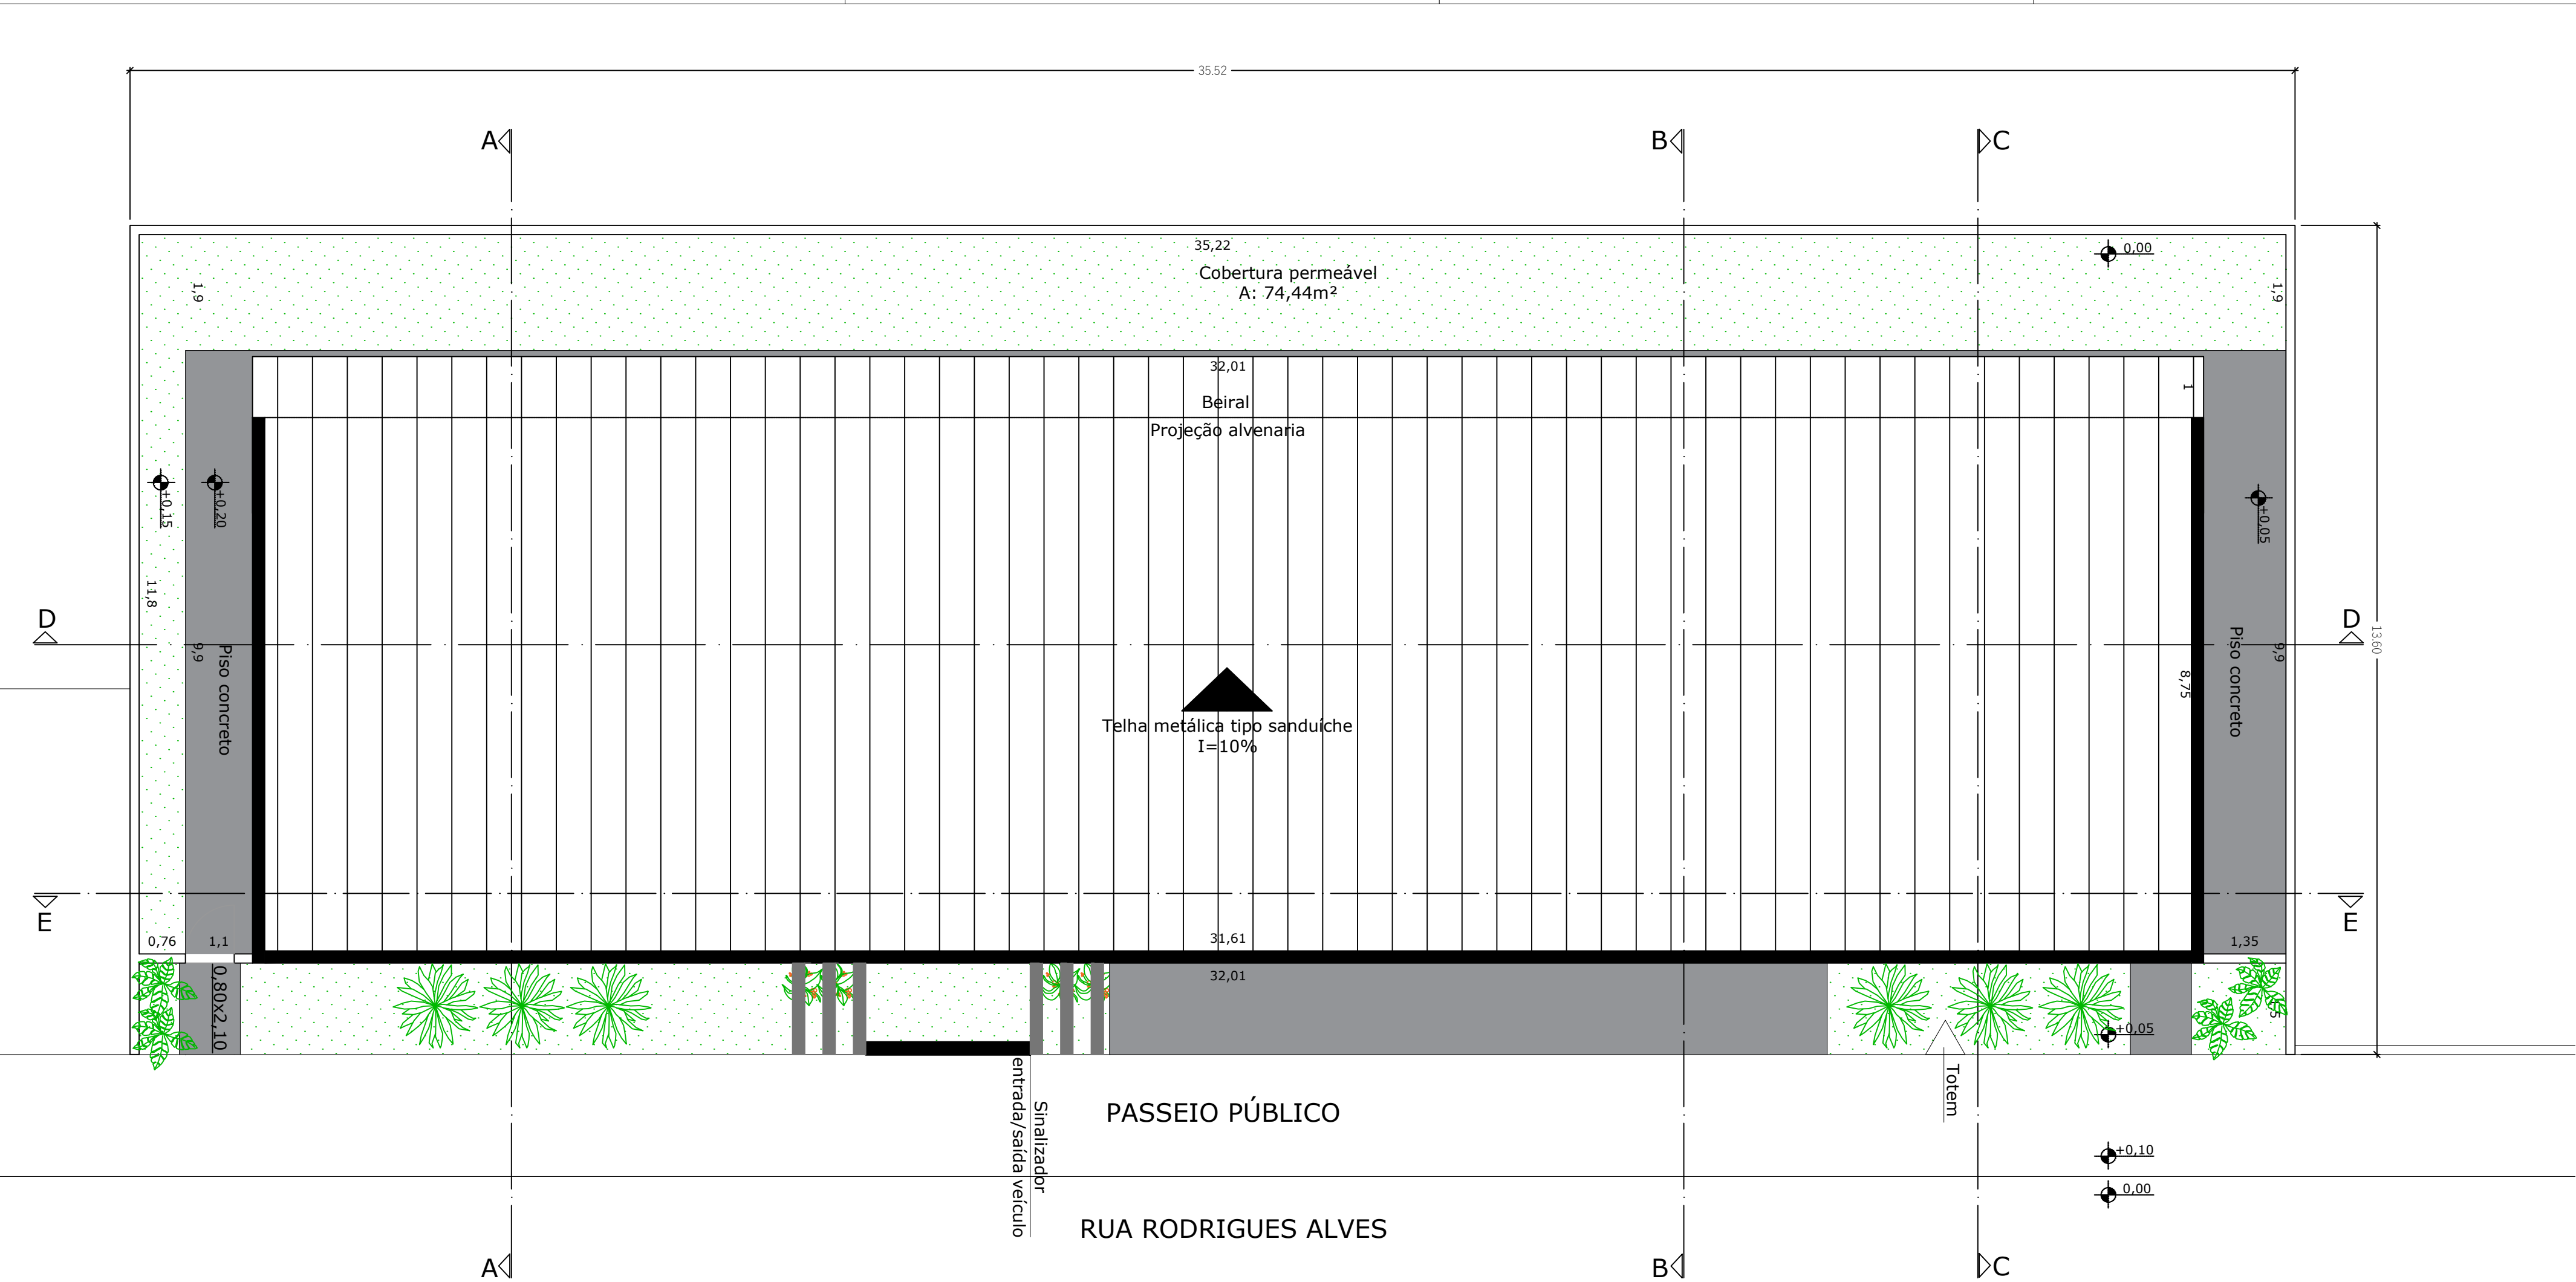 35.52
A
B
C
35,22
0,00
Cobertura permeável
A: 74,44m²
1,9
1,9
32,01
1
Beiral
Projeção alvenaria
+0,15
+0,20
+0,05
11,8
D
D
13.60
9,9
Piso concreto
Piso concreto
9,9
8,75
Telha metálica tipo sanduíche
I=10%
E
E
0,76
1,1
31,61
1,35
0,80x2,10
32,01
+0,05
Sinalizador
entrada/saída veículo
Totem
PASSEIO PÚBLICO
+0,10
0,00
RUA RODRIGUES ALVES
A
B
C